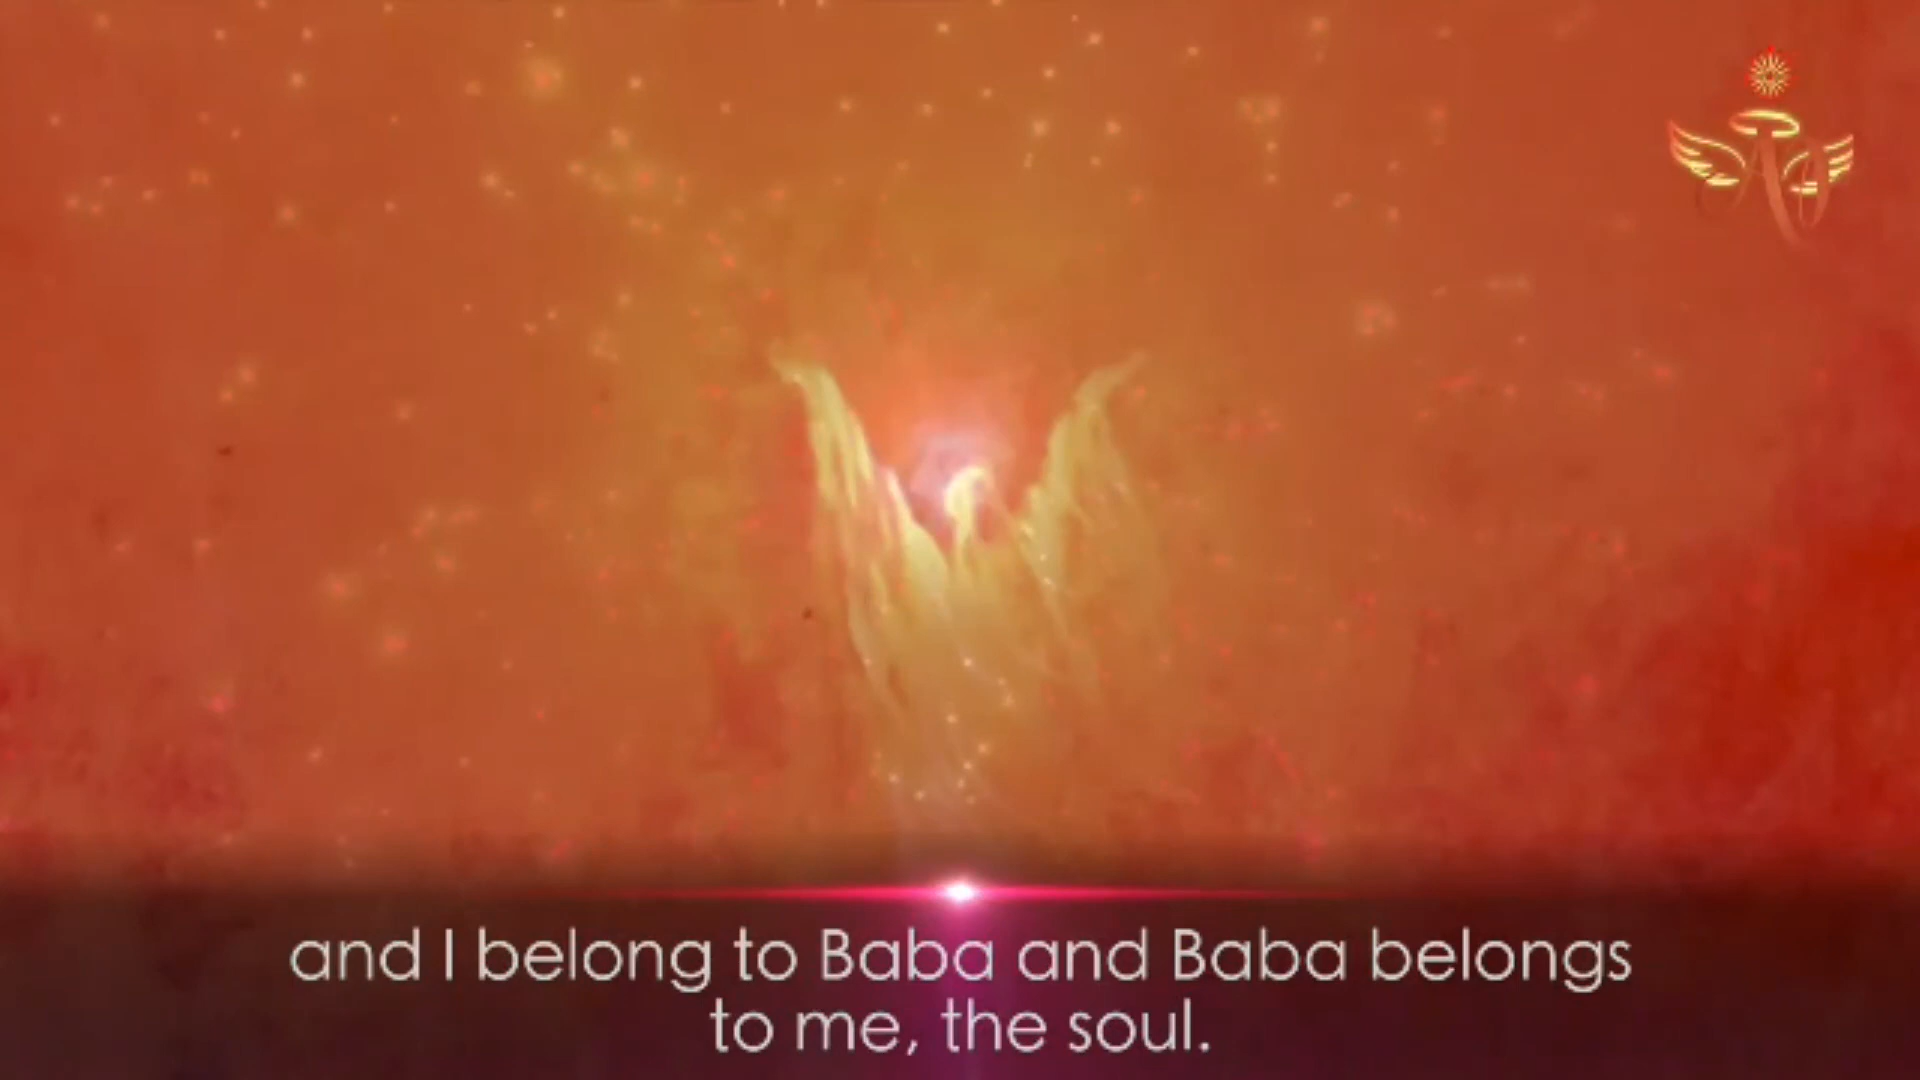 and I belong to Baba and Baba belongs
to me, the soul.